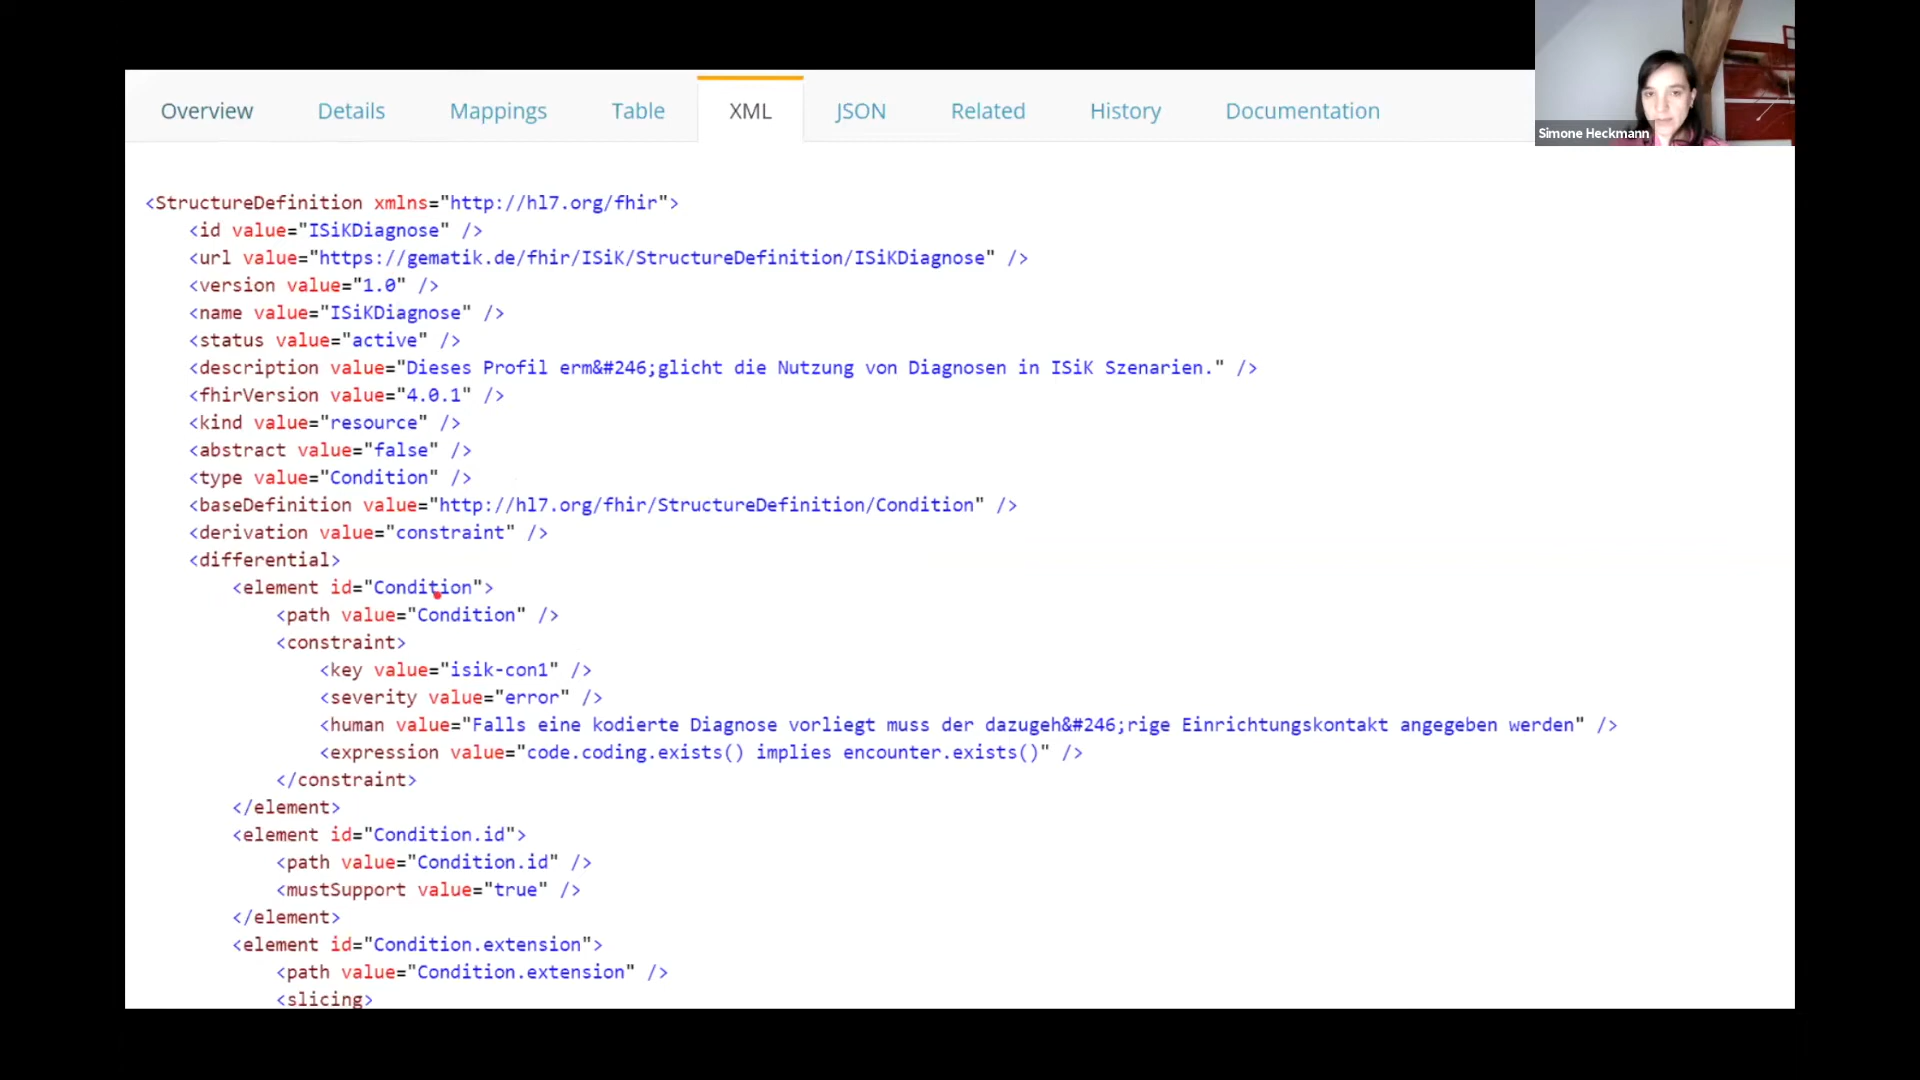 Overview Details Mappings Table XML JSON Related History Documentation
Simone Heckmann
<StructureDefinition xmlns="http://hl7.org/fhir">
<id value="ISiKDiagnose" />
<url value="https://gematik.de/fhir/ISiK/StructureDefinition/ISiKDiagnose" />
<version value="1.0" />
<name value="ISiKDiagnose" />
<status value="active" />
<description value="Dieses Profil erm&#246;glicht die Nutzung von Diagnosen in ISiK Szenarien." />
<fhirVersion value="4.0.1" />
<kind value="resource" />
<abstract value="false" />
<type value="Condition" />
<baseDefinition value="http://hl7.org/fhir/StructureDefinition/Condition" />
<derivation value="constraint" />
<differential>
<element id="Condition">
<path value="Condition" />
<constraint>
<key value="isik-con1" />
<severity value="error" />
<human value="Falls eine kodierte Diagnose vorliegt muss der dazugeh&#246;rige Einrichtungskontakt angegeben werden" />
<expression value="code.coding.exists() implies encounter.exists()" />
</constraint>
</element>
<element id="Condition.id">
<path value="Condition.id" />
<mustSupport value="true" />
</element>
<element id="Condition.extension">
<path value="Condition.extension" />
<slicing>